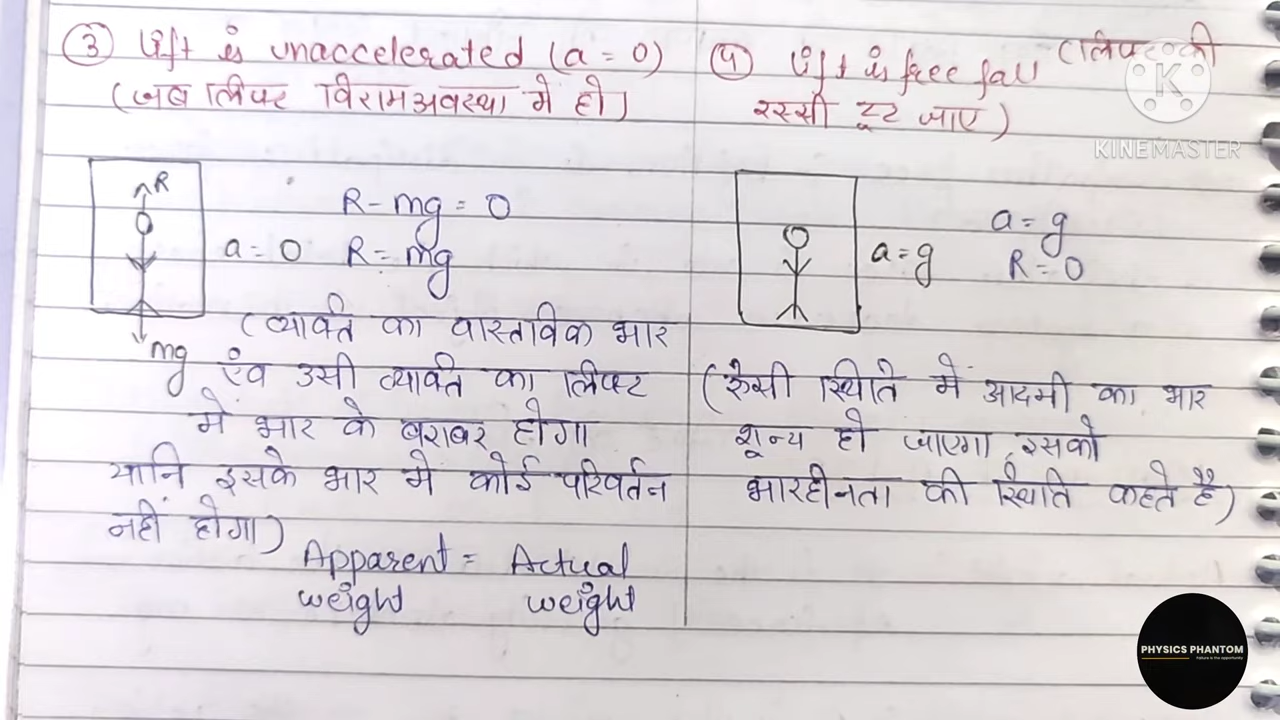 ③ Lift is unaccelerated (a = 0)
(जब लिफ्ट विरामअवस्था में हो)
R
R - mg = 0
a = 0 R = mg
mg
(व्यक्ति का वास्तविक भार
एंव उसी व्यक्ति का लिफ्ट
में भार के बराबर होगा
यानि इसके भार में कोई परिवर्तन
नहीं होगा)
Apparent = Actual
weight weight
Lift is free fall (लिफ्ट की
रस्सी टूट जाए)
a = g
a = g
R = 0
(ऐसी स्थिति में आदमी का भार
शून्य हो जाएगा इसको
भारहीनता की स्थिति कहते है)
K
KINEMASTER
PHYSICS PHANTOM